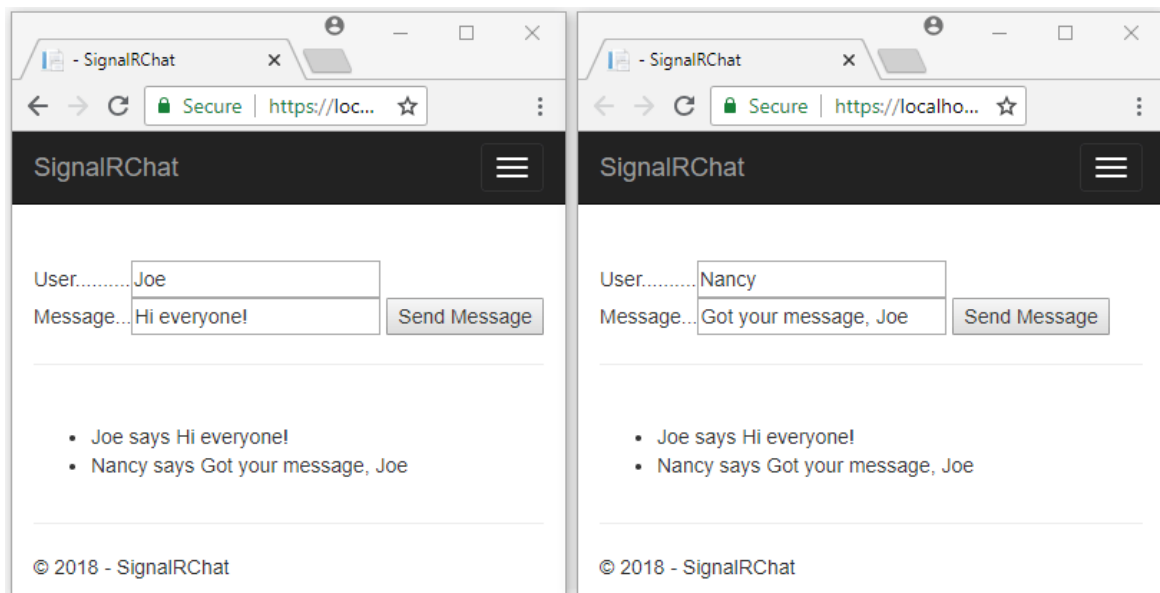 - SignalRChat
Secure
https://loc...
SignalRChat
User..........Joe
Message...Hi everyone!
Send Message
• Joe says Hi everyone!
• Nancy says Got your message, Joe
© 2018 - SignalRChat
- SignalRChat
Secure
https://localho...
SignalRChat
User..........Nancy
Message...Got your message, Joe
Send Message
• Joe says Hi everyone!
• Nancy says Got your message, Joe
© 2018 - SignalRChat